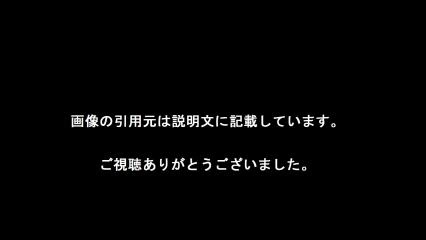 画像の引用元は説明文に記載しています。
ご視聴ありがとうございました。